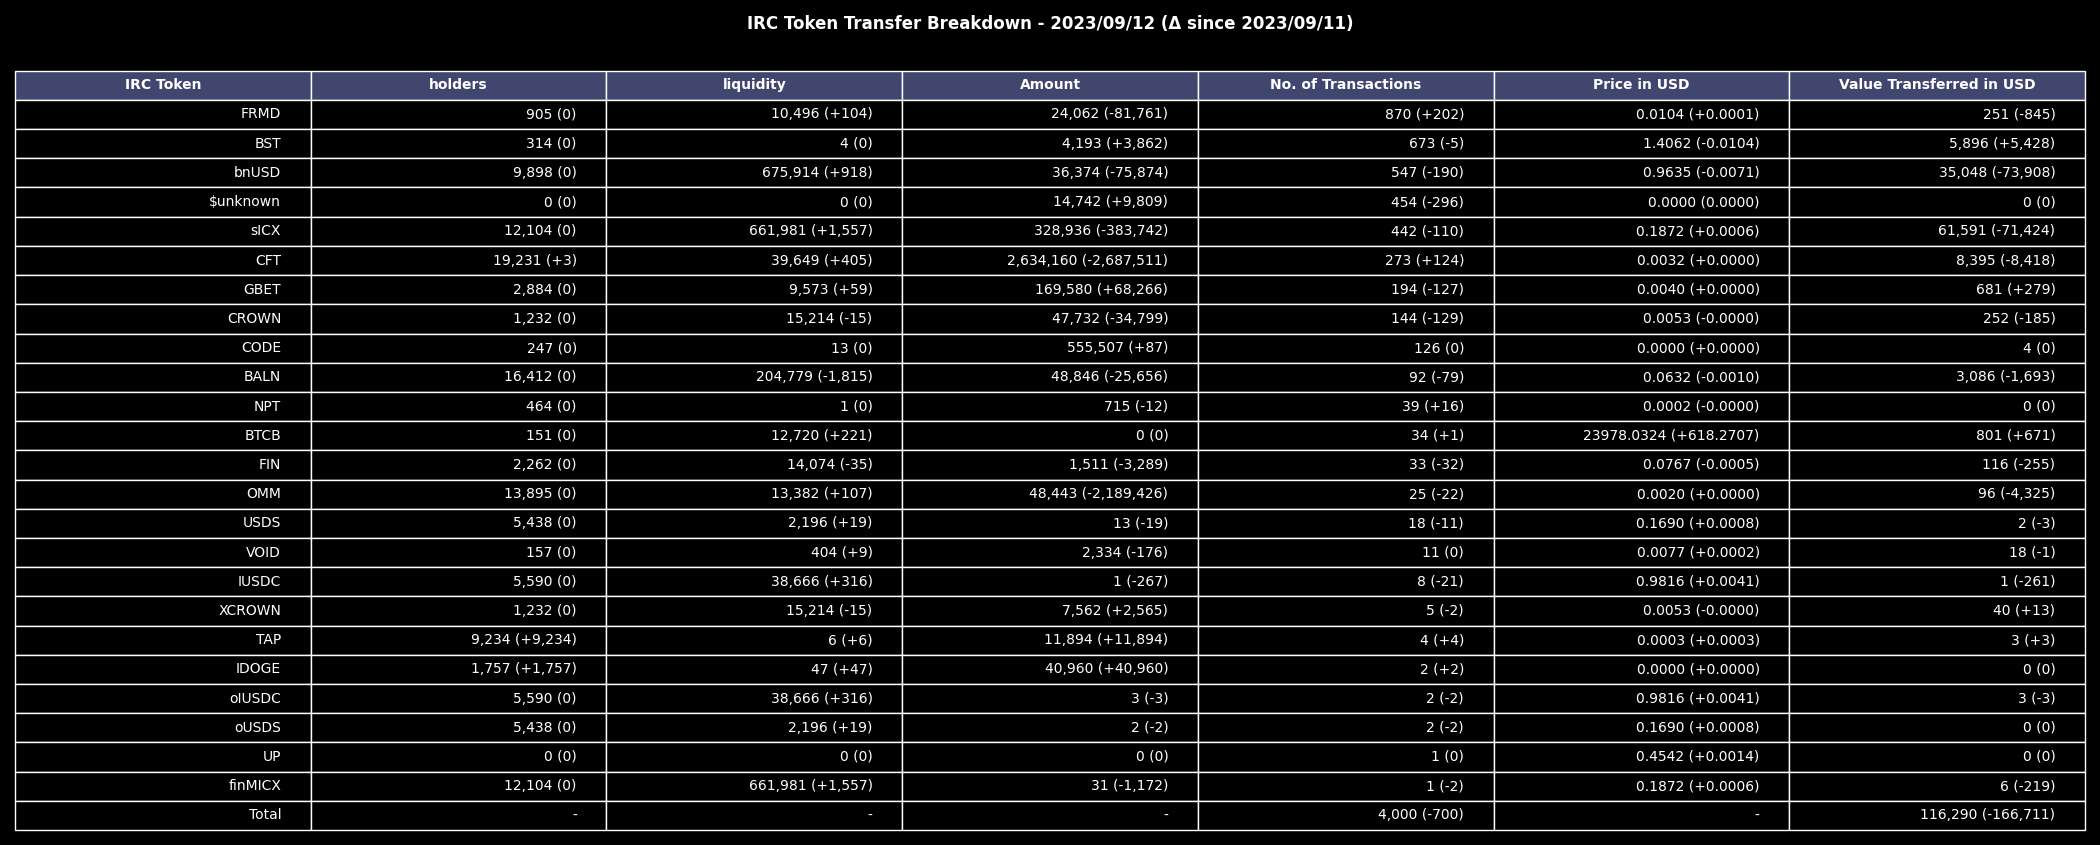 IRC Token Transfer Breakdown - 2023/09/12 (Δ since 2023/09/11)
IRC Token holders liquidity Amount No. of Transactions Price in USD Value Transferred in USD
FRMD 905 (0) 10,496 (+104) 24,062 (-81,761) 870 (+202) 0.0104 (+0.0001) 251 (-845)
BST 314 (0) 4 (0) 4,193 (+3,862) 673 (-5) 1.4062 (-0.0104) 5,896 (+5,428)
bnUSD 9,898 (0) 675,914 (+918) 36,374 (-75,874) 547 (-190) 0.9635 (-0.0071) 35,048 (-73,908)
$unknown 0 (0) 0 (0) 14,742 (+9,809) 454 (-296) 0.0000 (0.0000) 0 (0)
sICX 12,104 (0) 661,981 (+1,557) 328,936 (-383,742) 442 (-110) 0.1872 (+0.0006) 61,591 (-71,424)
CFT 19,231 (+3) 39,649 (+405) 2,634,160 (-2,687,511) 273 (+124) 0.0032 (+0.0000) 8,395 (-8,418)
GBET 2,884 (0) 9,573 (+59) 169,580 (+68,266) 194 (-127) 0.0040 (+0.0000) 681 (+279)
CROWN 1,232 (0) 15,214 (-15) 47,732 (-34,799) 144 (-129) 0.0053 (-0.0000) 252 (-185)
CODE 247 (0) 13 (0) 555,507 (+87) 126 (0) 0.0000 (+0.0000) 4 (0)
BALN 16,412 (0) 204,779 (-1,815) 48,846 (-25,656) 92 (-79) 0.0632 (-0.0010) 3,086 (-1,693)
NPT 464 (0) 1 (0) 715 (-12) 39 (+16) 0.0002 (-0.0000) 0 (0)
BTCB 151 (0) 12,720 (+221) 0 (0) 34 (+1) 23978.0324 (+618.2707) 801 (+671)
FIN 2,262 (0) 14,074 (-35) 1,511 (-3,289) 33 (-32) 0.0767 (-0.0005) 116 (-255)
OMM 13,895 (0) 13,382 (+107) 48,443 (-2,189,426) 25 (-22) 0.0020 (+0.0000) 96 (-4,325)
USDS 5,438 (0) 2,196 (+19) 13 (-19) 18 (-11) 0.1690 (+0.0008) 2 (-3)
VOID 157 (0) 404 (+9) 2,334 (-176) 11 (0) 0.0077 (+0.0002) 18 (-1)
IUSDC 5,590 (0) 38,666 (+316) 1 (-267) 8 (-21) 0.9816 (+0.0041) 1 (-261)
XCROWN 1,232 (0) 15,214 (-15) 7,562 (+2,565) 5 (-2) 0.0053 (-0.0000) 40 (+13)
TAP 9,234 (+9,234) 6 (+6) 11,894 (+11,894) 4 (+4) 0.0003 (+0.0003) 3 (+3)
IDOGE 1,757 (+1,757) 47 (+47) 40,960 (+40,960) 2 (+2) 0.0000 (+0.0000) 0 (0)
oIUSDC 5,590 (0) 38,666 (+316) 3 (-3) 2 (-2) 0.9816 (+0.0041) 3 (-3)
oUSDS 5,438 (0) 2,196 (+19) 2 (-2) 2 (-2) 0.1690 (+0.0008) 0 (0)
UP 0 (0) 0 (0) 0 (0) 1 (0) 0.4542 (+0.0014) 0 (0)
finMICX 12,104 (0) 661,981 (+1,557) 31 (-1,172) 1 (-2) 0.1872 (+0.0006) 6 (-219)
Total - - - 4,000 (-700) - 116,290 (-166,711)